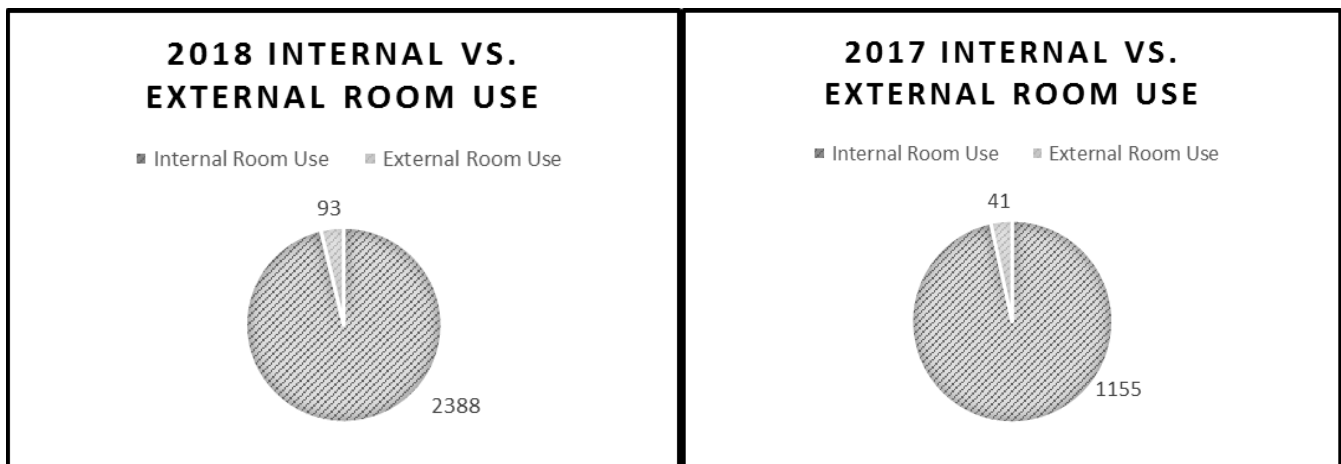 2018 INTERNAL VS.
EXTERNAL ROOM USE
Internal Room Use External Room Use
93
2388
2017 INTERNAL VS.
EXTERNAL ROOM USE
Internal Room Use External Room Use
41
1155